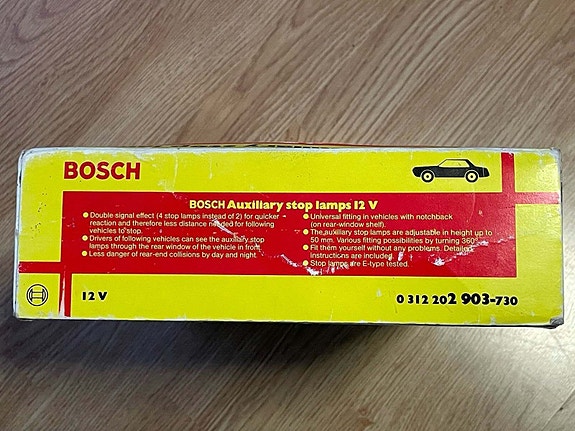 BOSCH
BOSCH Auxiliary stop lamps 12 V
● Double signal effect (4 stop lamps instead of 2) for quicker
reaction and therefore less distance needed for following
vehicles to stop.
● Drivers of following vehicles can see the auxiliary stop
lamps through the rear window of the vehicle in front.
● Less danger of rear-end collisions by day and night.
● Universal fitting in vehicles with notchback
(on rear-window shelf).
● The auxiliary stop lamps are adjustable in height up to
50 mm. Various fitting possibilities by turning 360°.
● Fit them yourself without any problems. Detailed
instructions are included.
● Stop lamps are E-type tested.
12 V
0 312 202 903-730